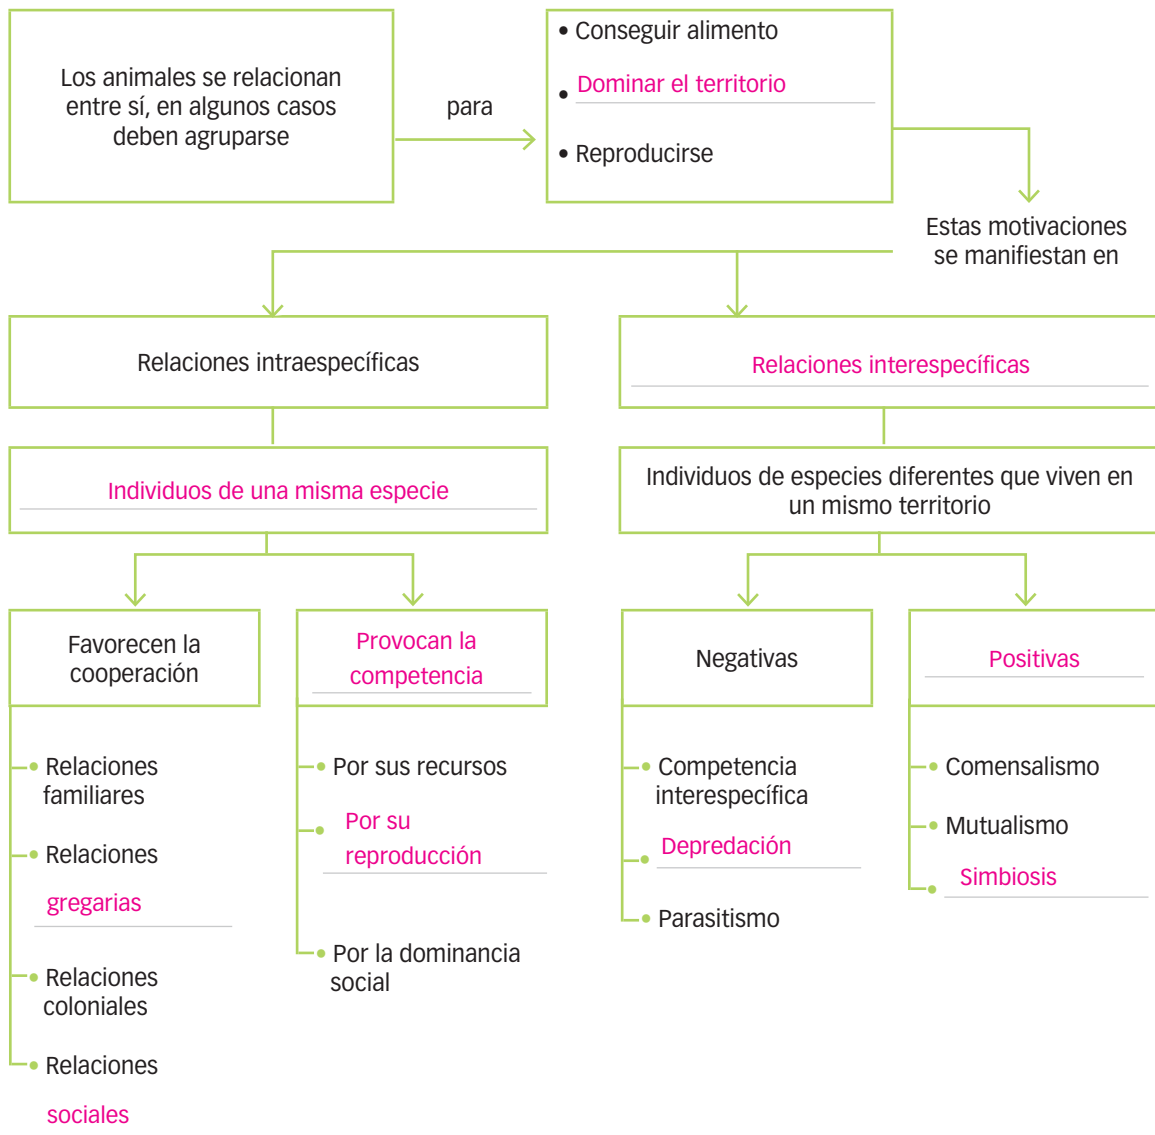 Los animales se relacionan
entre sí, en algunos casos
deben agruparse
para
• Conseguir alimento
• Dominar el territorio
• Reproducirse
Estas motivaciones
se manifiestan en
Relaciones intraespecíficas
Relaciones interespecíficas
Individuos de una misma especie
Individuos de especies diferentes que viven en
un mismo territorio
Favorecen la
cooperación
Provocan la
competencia
Negativas
Positivas
• Relaciones
familiares
• Relaciones
gregarias
• Relaciones
coloniales
• Relaciones
sociales
• Por sus recursos
• Por su
reproducción
• Por la dominancia
social
• Competencia
interespecífica
• Depredación
• Parasitismo
• Comensalismo
• Mutualismo
• Simbiosis